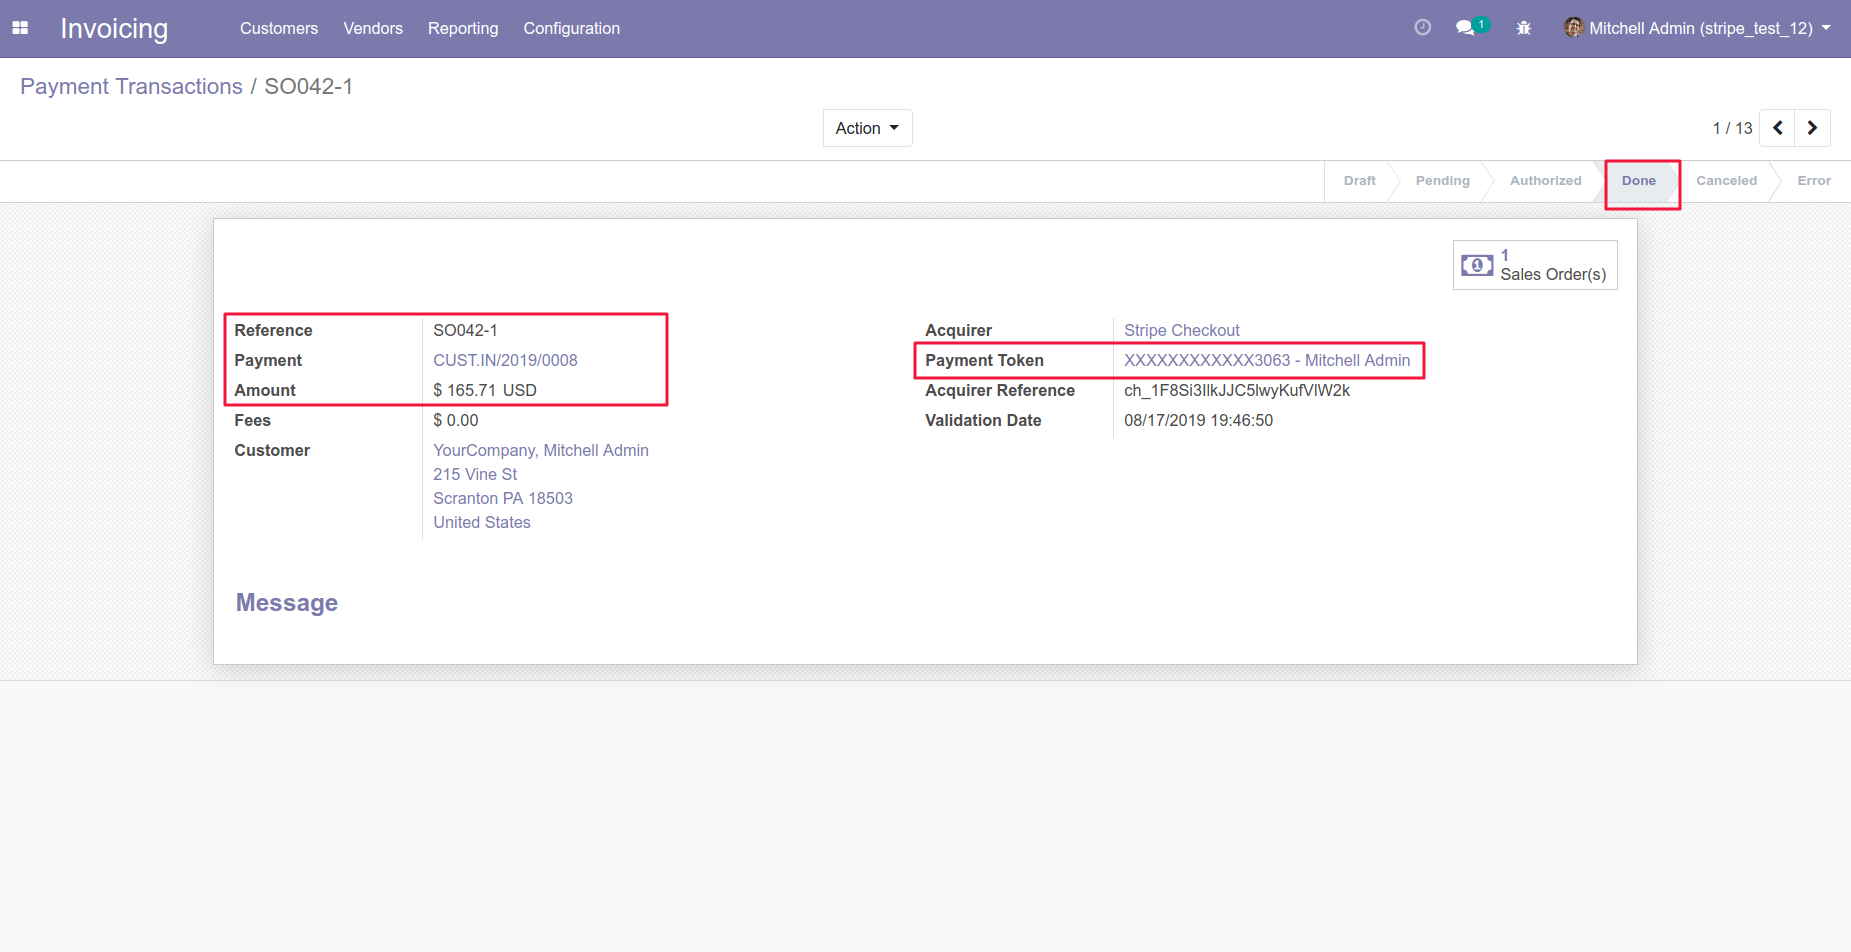 Invoicing
Customers Vendors Reporting Configuration
1
Mitchell Admin (stripe_test_12)
Payment Transactions / SO042-1
Action
1 / 13
Draft Pending Authorized Done Canceled Error
1
Sales Order(s)
Reference SO042-1
Payment CUST.IN/2019/0008
Amount $ 165.71 USD
Fees $ 0.00
Customer YourCompany, Mitchell Admin
215 Vine St
Scranton PA 18503
United States
Acquirer Stripe Checkout
Payment Token XXXXXXXXXXXX3063 - Mitchell Admin
Acquirer Reference ch_1F8Si3IlkJJC5lwyKufVlW2k
Validation Date 08/17/2019 19:46:50
Message